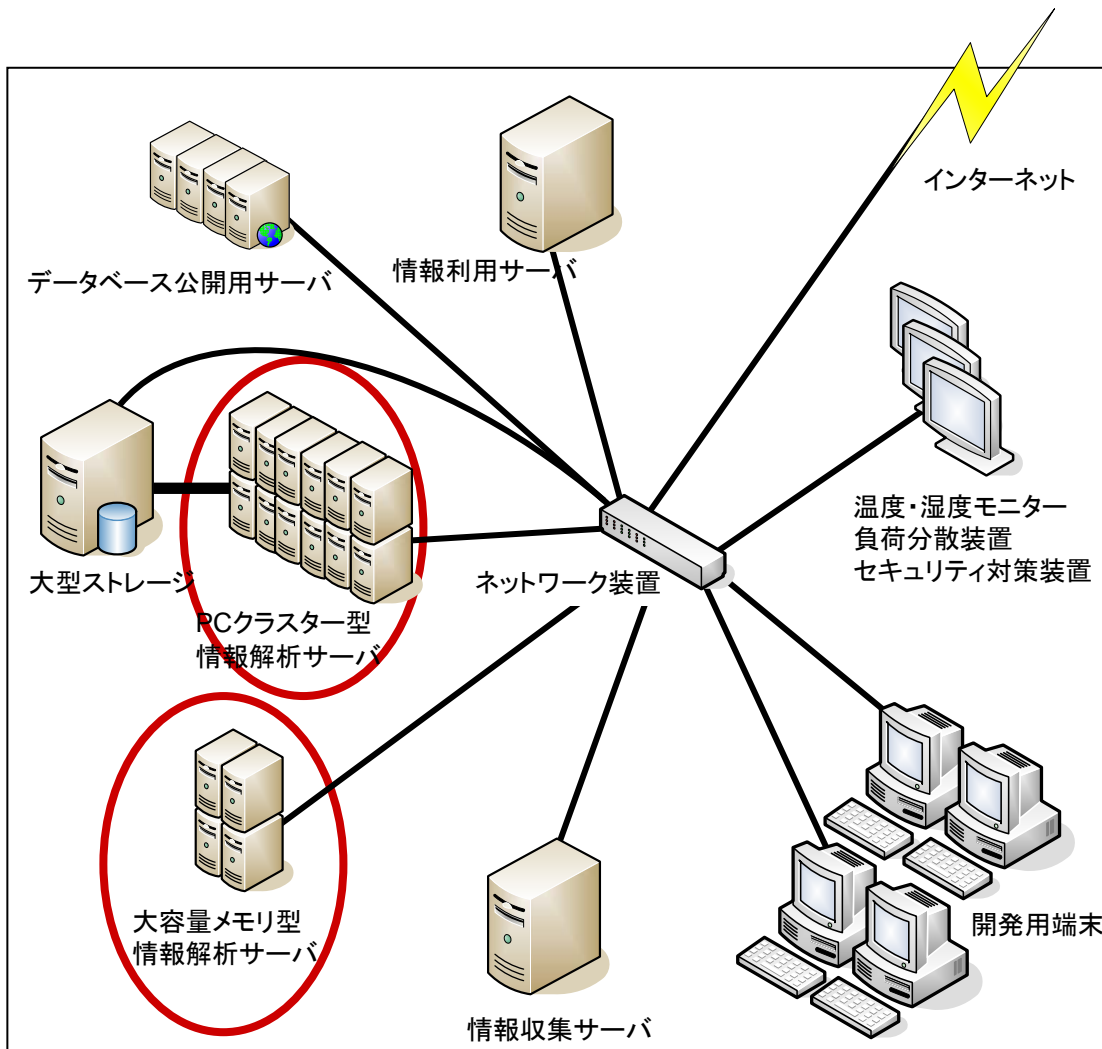 インターネット
データベース公開用サーバ
情報利用サーバ
温度・湿度モニター
負荷分散装置
セキュリティ対策装置
大型ストレージ
ネットワーク装置
PCクラスター型
情報解析サーバ
大容量メモリ型
情報解析サーバ
開発用端末
情報収集サーバ